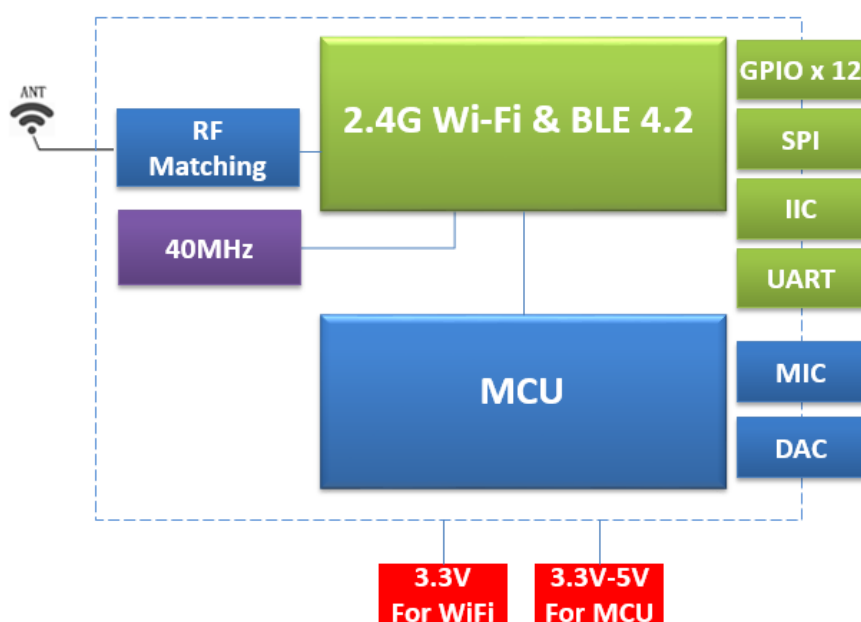 ANT
RF
Matching
2.4G Wi-Fi & BLE 4.2
40MHz
MCU
GPIO x 12
SPI
IIC
UART
MIC
DAC
3.3V
For WiFi
3.3V-5V
For MCU